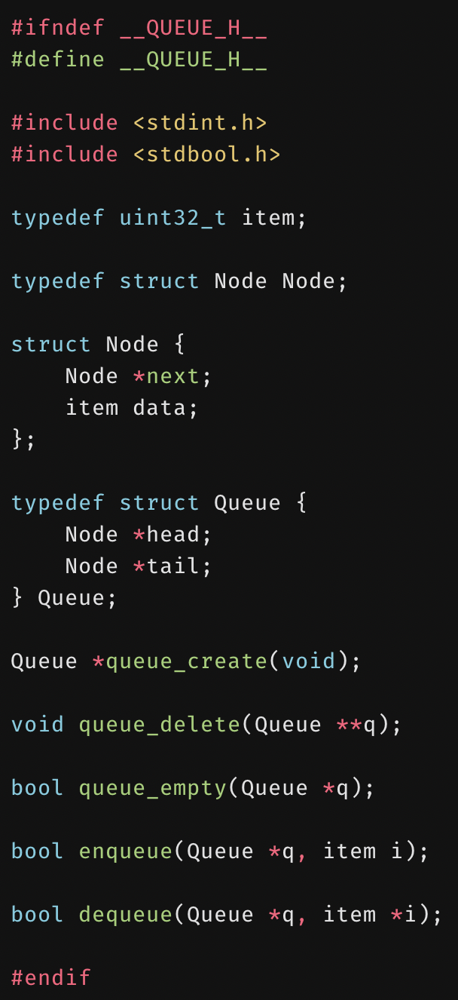 #ifndef __QUEUE_H__
#define __QUEUE_H__
#include <stdint.h>
#include <stdbool.h>
typedef uint32_t item;
typedef struct Node Node;
struct Node {
    Node *next;
    item data;
};
typedef struct Queue {
    Node *head;
    Node *tail;
} Queue;
Queue *queue_create(void);
void queue_delete(Queue **q);
bool queue_empty(Queue *q);
bool enqueue(Queue *q, item i);
bool dequeue(Queue *q, item *i);
#endif